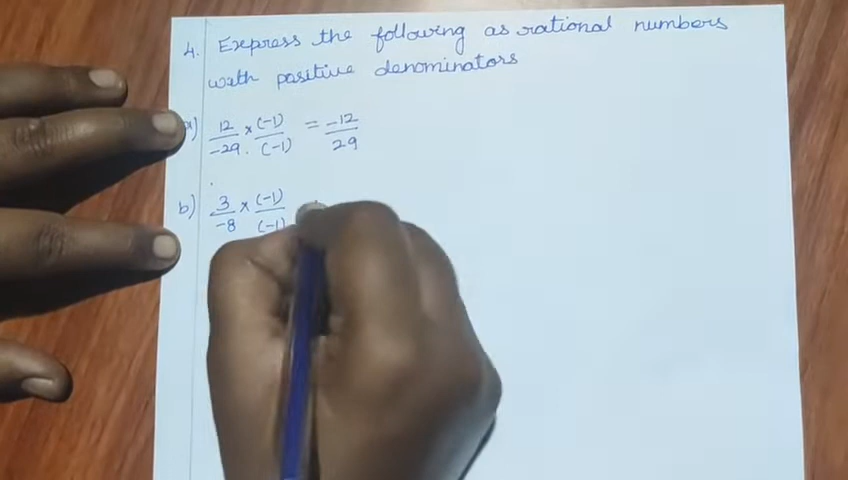 4. Express the following as rational numbers
with positive denominators
a) 12/-29 × (-1)/(-1) = -12/29
b) 3/-8 × (-1)/(-1)